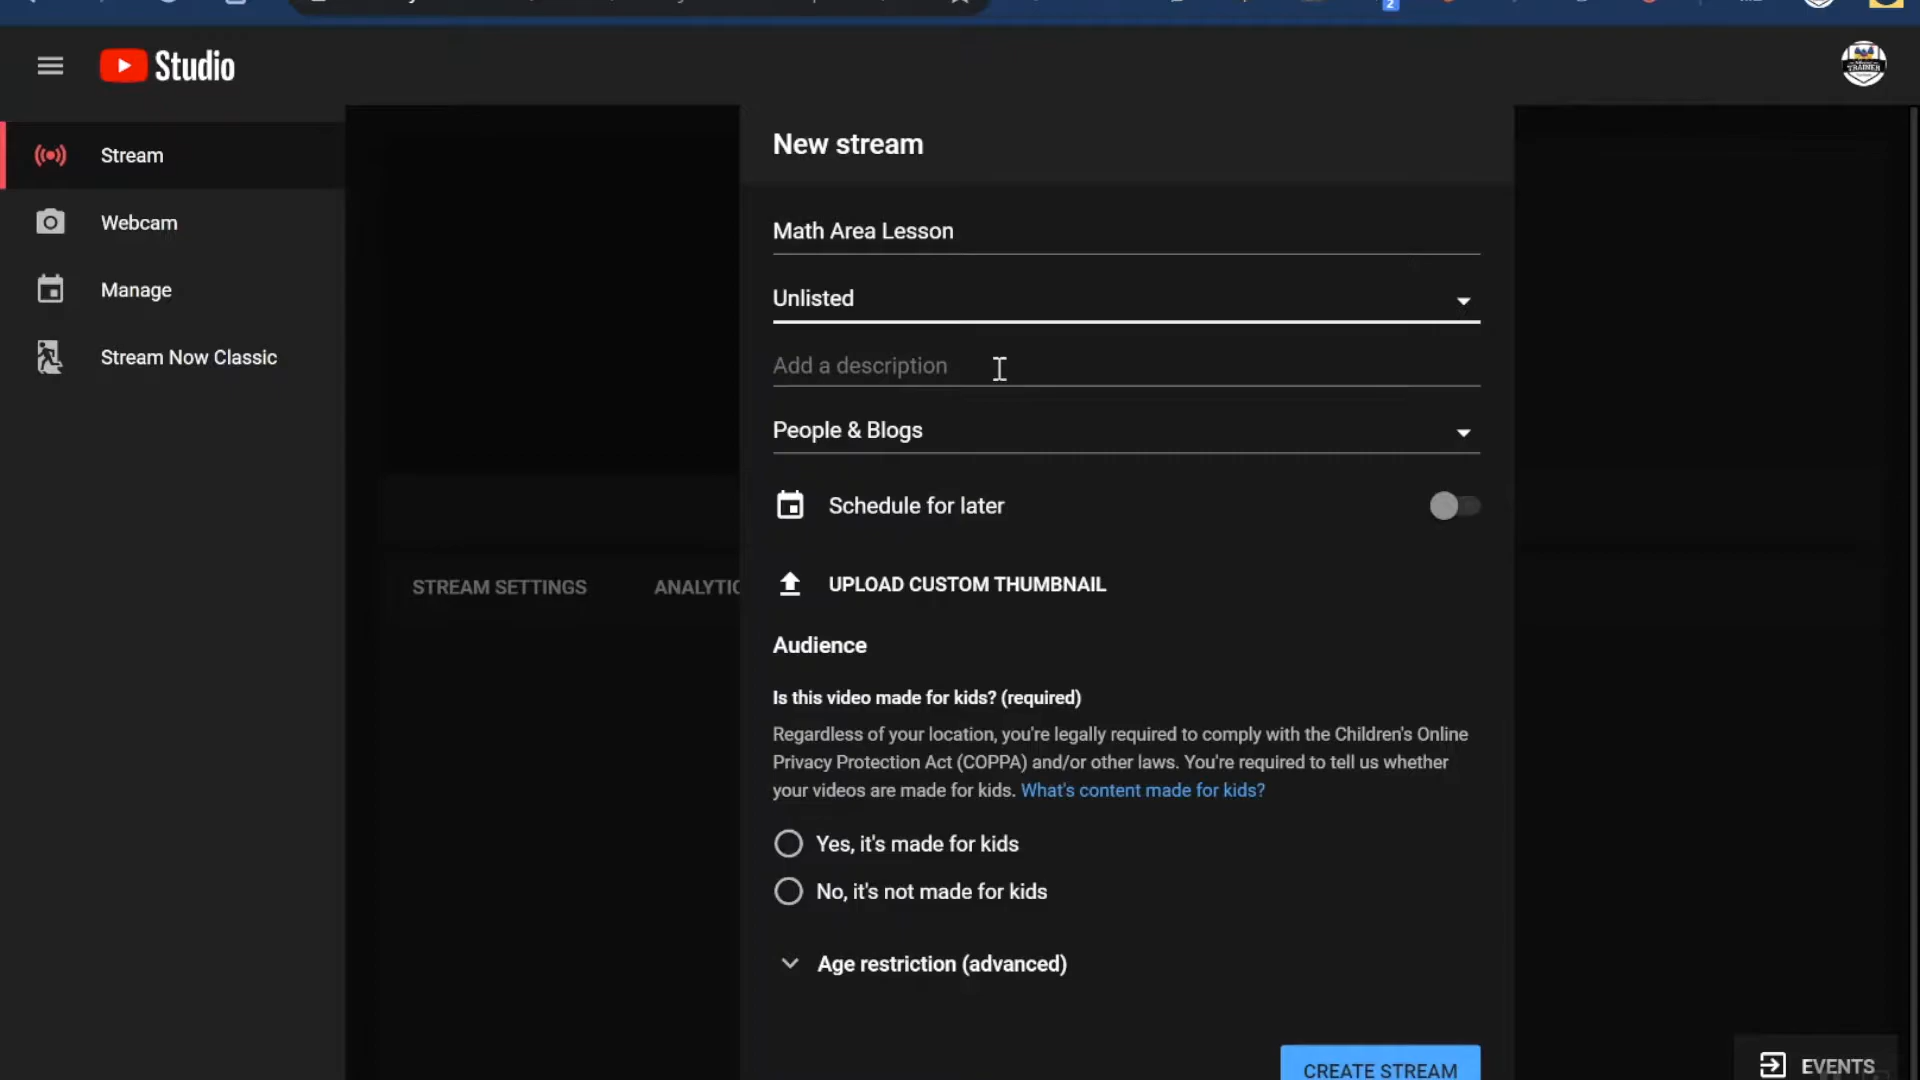 2
Studio
TRAINER
Stream
Webcam
Manage
Stream Now Classic
New stream
Math Area Lesson
Unlisted
Add a description
People & Blogs
Schedule for later
STREAM SETTINGS
ANALYTIC
UPLOAD CUSTOM THUMBNAIL
Audience
Is this video made for kids? (required)
Regardless of your location, you're legally required to comply with the Children's Online
Privacy Protection Act (COPPA) and/or other laws. You're required to tell us whether
your videos are made for kids. What's content made for kids?
Yes, it's made for kids
No, it's not made for kids
Age restriction (advanced)
CREATE STREAM
EVENTS